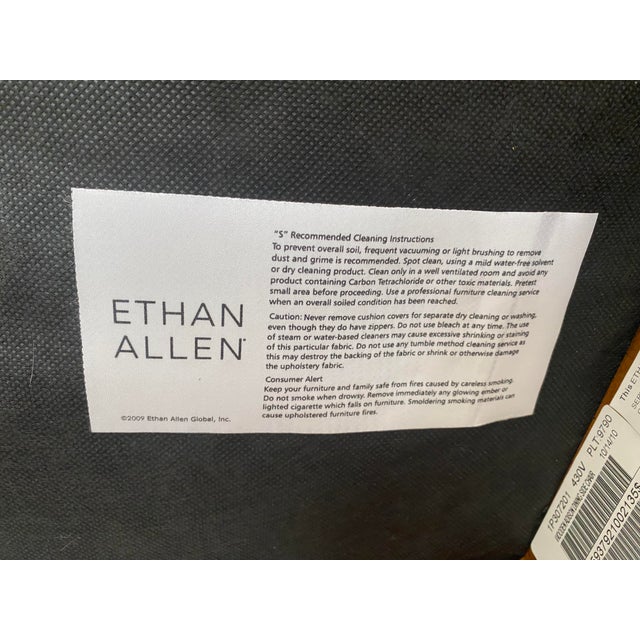 ETHAN
ALLEN
©2009 Ethan Allen Global, Inc.
"S" Recommended Cleaning Instructions
To prevent overall soil, frequent vacuuming or light brushing to remove
dust and grime is recommended. Spot clean, using a mild water-free solvent
or dry cleaning product. Clean only in a well ventilated room and avoid any
product containing Carbon Tetrachloride or other toxic materials. Pretest
small area before proceeding. Use a professional furniture cleaning service
when an overall soiled condition has been reached.
Caution: Never remove cushion covers for separate dry cleaning or washing,
even though they do have zippers. Do not use bleach at any time. The use
of steam or water-based cleaners may cause excessive shrinking or staining
of this particular fabric. Do not use any tumble method cleaning service as
this may destroy the backing of the fabric or shrink or otherwise damage
the upholstery fabric.
Consumer Alert
Keep your furniture and family safe from fires caused by careless smoking.
Do not smoke when drowsy. Remove immediately any glowing ember or
lighted cigarette which falls on furniture. Smoldering smoking materials can
cause upholstered furniture fires.
This
1P307201 430V PLT:9790
10/14/10